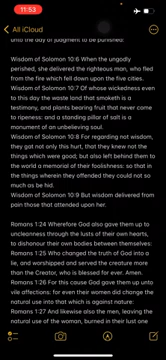 11:53
All iCloud
until the day of judgment to be punished.
Wisdom of Solomon 10:6 When the ungodly
perished, she delivered the righteous man, who fled
from the fire which fell down upon the five cities.
Wisdom of Solomon 10:7 Of whose wickedness even
to this day the waste land that smoketh is a
testimony, and plants bearing fruit that never come
to ripeness: and a standing pillar of salt is a
monument of an unbelieving soul.
Wisdom of Solomon 10:8 For regarding not wisdom,
they gat not only this hurt, that they knew not the
things which were good; but also left behind them to
the world a memorial of their foolishness: so that in
the things wherein they offended they could not so
much as be hid.
Wisdom of Solomon 10:9 But wisdom delivered from
pain those that attended upon her.
Romans 1:24 Wherefore God also gave them up to
uncleanness through the lusts of their own hearts,
to dishonour their own bodies between themselves:
Romans 1:25 Who changed the truth of God into a
lie, and worshipped and served the creature more
than the Creator, who is blessed for ever. Amen.
Romans 1:26 For this cause God gave them up unto
vile affections: for even their women did change the
natural use into that which is against nature:
Romans 1:27 And likewise also the men, leaving the
natural use of the woman, burned in their lust one